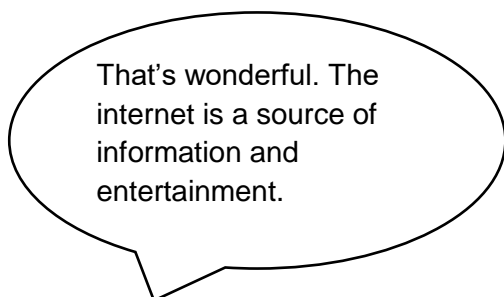 That's wonderful. The
internet is a source of
information and
entertainment.